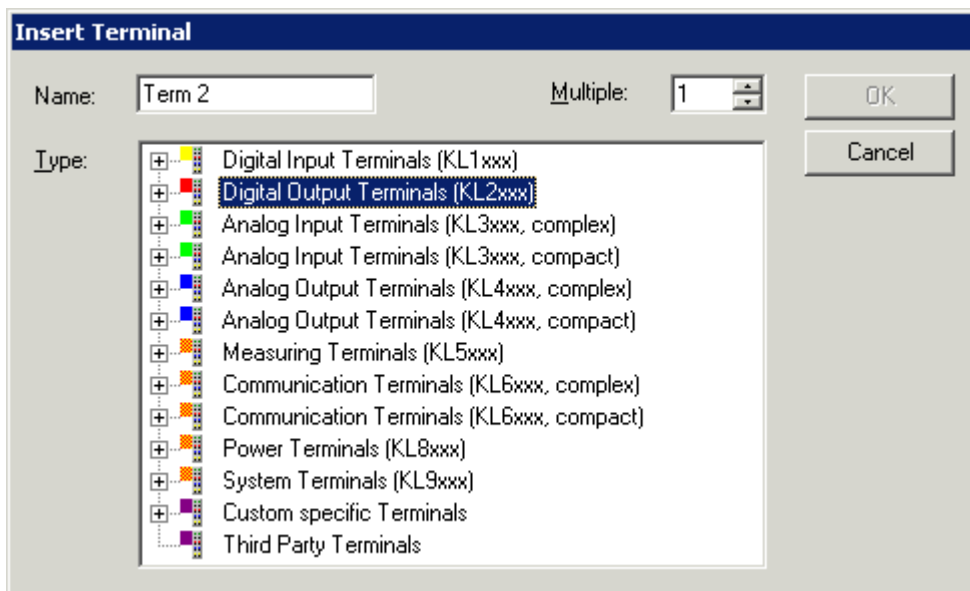 Insert Terminal
Name: Term 2 Multiple: 1 OK
Cancel
Type:
Digital Input Terminals (KL1xxx)
Digital Output Terminals (KL2xxx)
Analog Input Terminals (KL3xxx, complex)
Analog Input Terminals (KL3xxx, compact)
Analog Output Terminals (KL4xxx, complex)
Analog Output Terminals (KL4xxx, compact)
Measuring Terminals (KL5xxx)
Communication Terminals (KL6xxx, complex)
Communication Terminals (KL6xxx, compact)
Power Terminals (KL8xxx)
System Terminals (KL9xxx)
Custom specific Terminals
Third Party Terminals